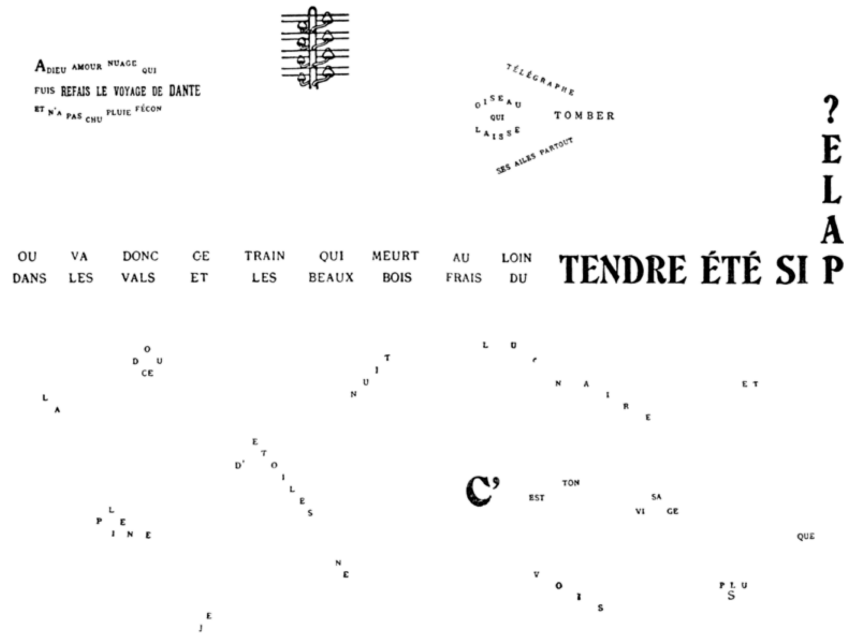 ADIEU AMOUR NUAGE QUI
FUIS REFAIS LE VOYAGE DE DANTE
ET N'A PAS CHU PLUIE FÉCON
TÉLÉGRAPHE
OISEAU
QUI
LAISSE
TOMBER
SES AILES PARTOUT
OU VA DONC CE TRAIN QUI MEURT AU LOIN
DANS LES VALS ET LES BEAUX BOIS FRAIS DU TENDRE ÉTÉ SI PALE?
LA DOUCE NUIT LUNAIRE ET
PLEINE D'ETOILES
C'EST TON VISAGE QUE
JE NE VOIS PLUS